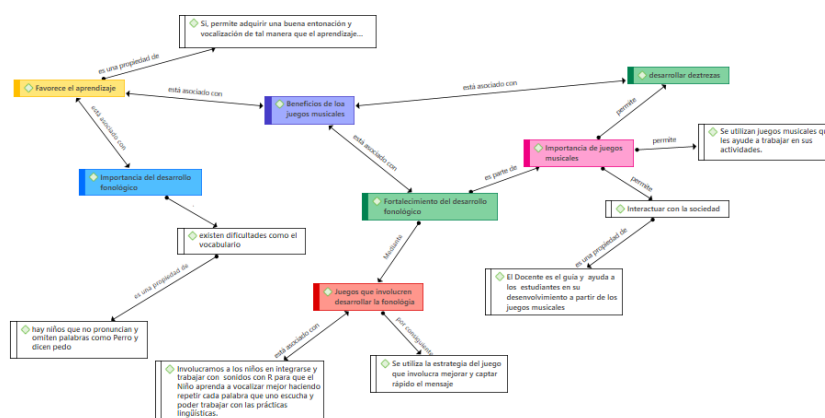 Si, permite adquirir una buena entonación y
vocalización de tal manera que el aprendizaje...
es una propiedad de
Favorece el aprendizaje
está asociado con
Beneficios de los
juegos musicales
está asociado con
desarrollar deztrezas
permite
Importancia de juegos
musicales
permite
Se utilizan juegos musicales qu
les ayude a trabajar en sus
actividades.
está asociado con
está asociado con
es parte de
permite
Importancia del desarrollo
fonológico
Fortalecimiento del desarrollo
fonológico
Interactuar con la sociedad
existen dificultades como el
vocabulario
Mediante
es una propiedad de
es una propiedad de
El Docente es el guía y ayuda a
los estudiantes en su
desenvolvimiento a partir de los
juegos musicales
Juegos que involucren
desarrollar la fonológia
hay niños que no pronuncian y
omiten palabras como Perro y
dicen pedo
está asociado con
por consiguiente
Involucramos a los niños en integrarse y
trabajar con sonidos con R para que el
Niño aprenda a vocalizar mejor haciendo
repetir cada palabra que uno escucha y
poder trabajar con las prácticas
lingüísticas.
Se utiliza la estrategia del juego
que involucra mejorar y captar
rápido el mensaje